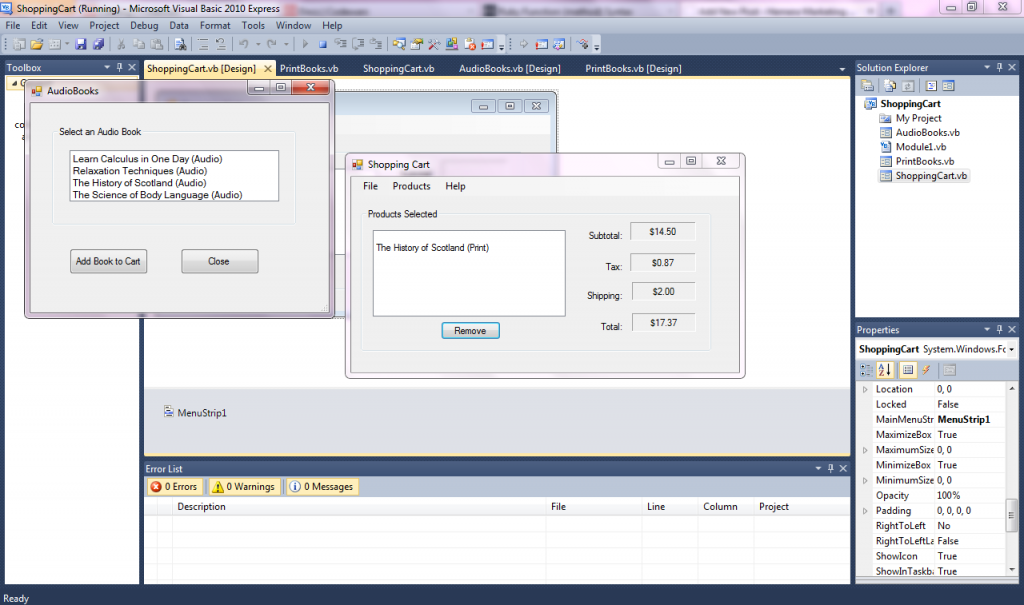 ShoppingCart (Running) - Microsoft Visual Basic 2010 Express
File Edit View Project Debug Data Format Tools Window Help
Toolbox
ShoppingCart.vb [Design] PrintBooks.vb ShoppingCart.vb AudioBooks.vb [Design] PrintBooks.vb [Design]
AudioBooks
Select an Audio Book
Learn Calculus in One Day (Audio)
Relaxation Techniques (Audio)
The History of Scotland (Audio)
The Science of Body Language (Audio)
Add Book to Cart Close
Shopping Cart
File Products Help
Products Selected
The History of Scotland (Print)
Remove
Subtotal: $14.50
Tax: $0.87
Shipping: $2.00
Total: $17.37
MenuStrip1
Error List
0 Errors 0 Warnings 0 Messages
Description File Line Column Project
Solution Explorer
ShoppingCart
My Project
AudioBooks.vb
Module1.vb
PrintBooks.vb
ShoppingCart.vb
Properties
ShoppingCart System.Windows.Fc
Location 0, 0
Locked False
MainMenuStr MenuStrip1
MaximizeBox True
MaximumSize 0, 0
MinimizeBox True
MinimumSize 0, 0
Opacity 100%
Padding 0, 0, 0, 0
RightToLeft No
RightToLeftLa False
ShowIcon True
ShowInTaskba True
Ready